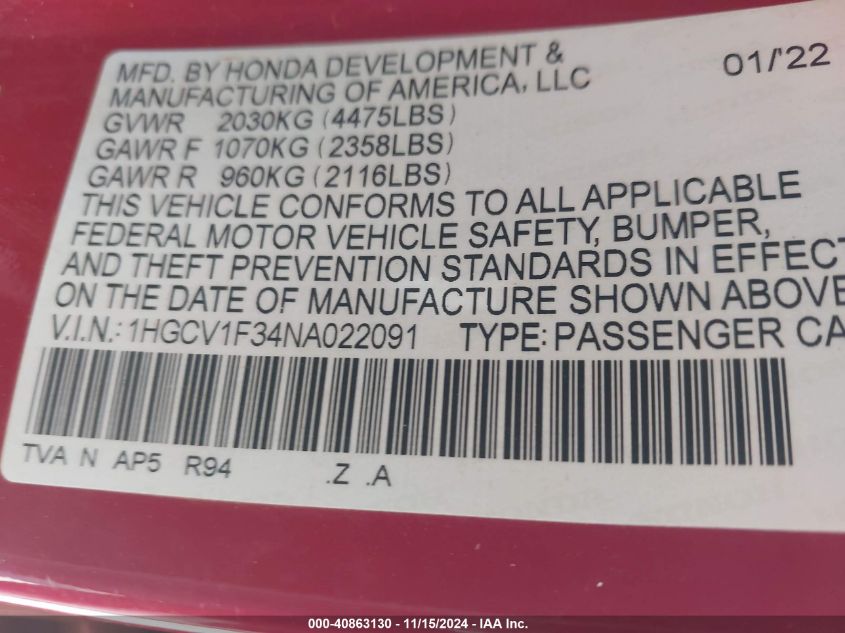 MFD. BY HONDA DEVELOPMENT & 01/'22
MANUFACTURING OF AMERICA, LLC
GVWR 2030KG (4475LBS)
GAWR F 1070KG (2358LBS)
GAWR R 960KG (2116LBS)
THIS VEHICLE CONFORMS TO ALL APPLICABLE
FEDERAL MOTOR VEHICLE SAFETY, BUMPER,
AND THEFT PREVENTION STANDARDS IN EFFECT
ON THE DATE OF MANUFACTURE SHOWN ABOVE
V.I.N.: 1HGCV1F34NA022091 TYPE: PASSENGER CA
TVA N AP5 R94 .Z .A
000-40863130 - 11/15/2024 - IAA Inc.